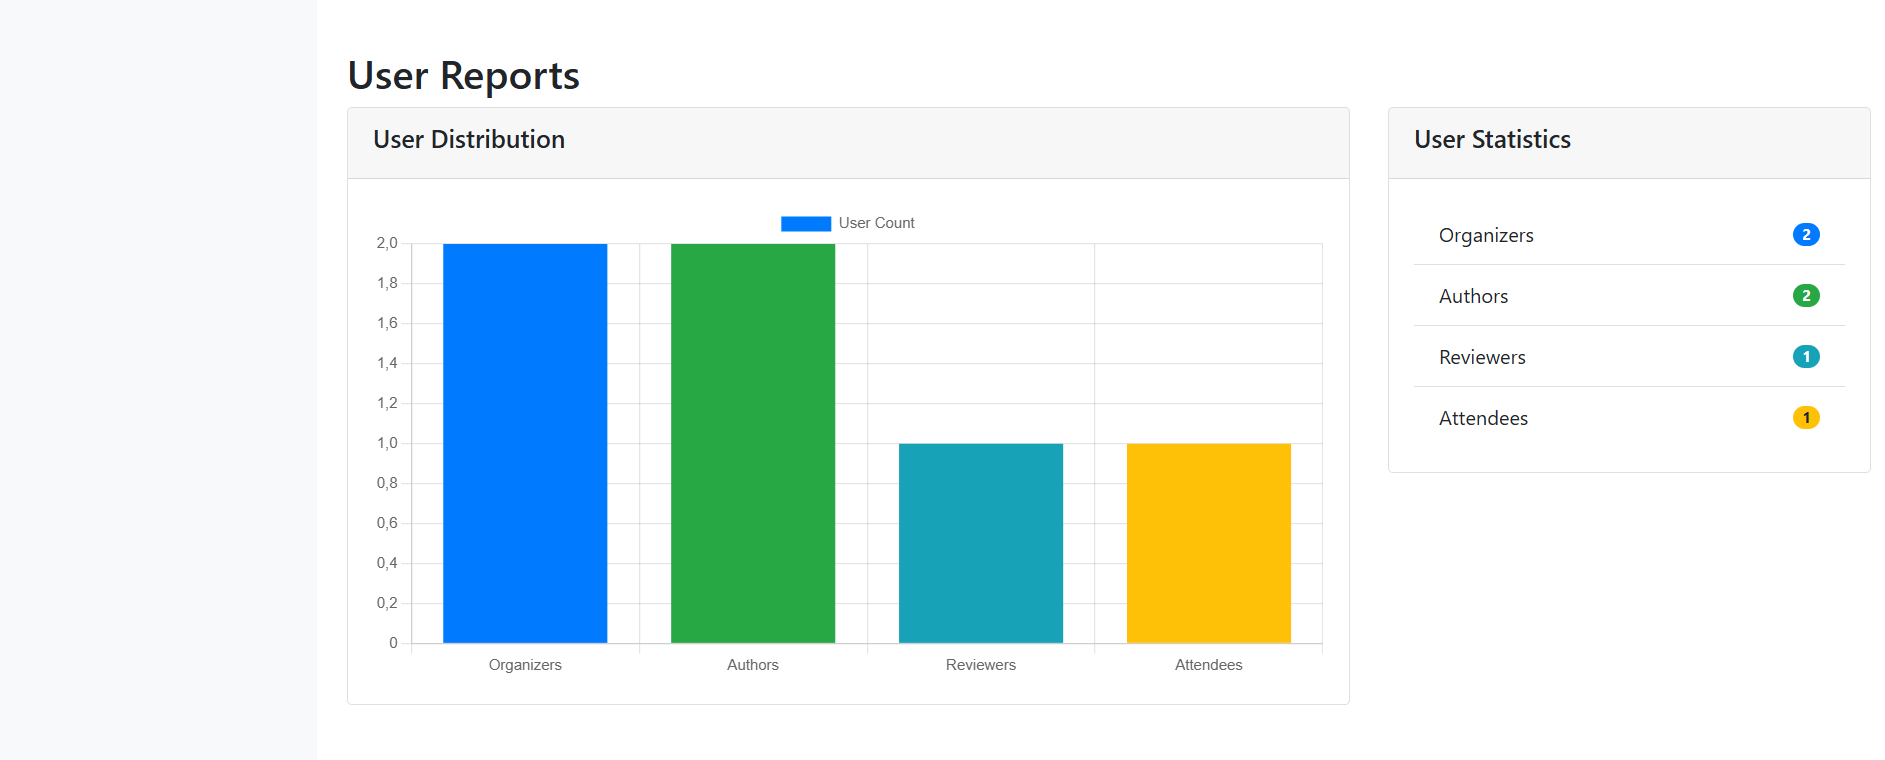 User Reports
User Distribution
User Count
2,0
1,8
1,6
1,4
1,2
1,0
0,8
0,6
0,4
0,2
0
Organizers Authors Reviewers Attendees
User Statistics
Organizers 2
Authors 2
Reviewers 1
Attendees 1